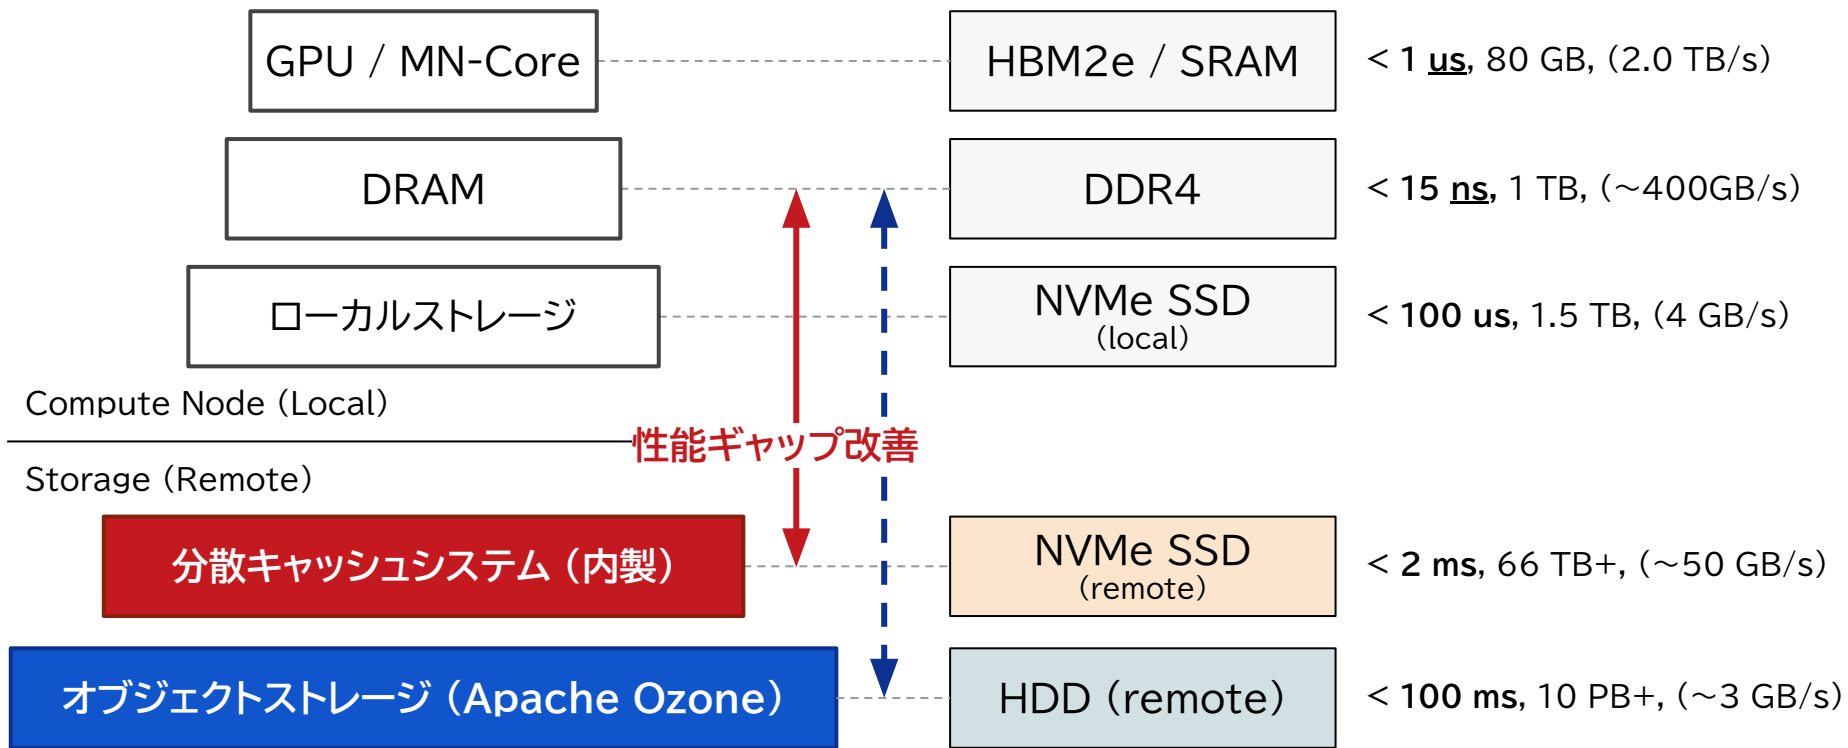 GPU / MN-Core
HBM2e / SRAM
< 1 us, 80 GB, (2.0 TB/s)
DRAM
DDR4
< 15 ns, 1 TB, (~400GB/s)
ローカルストレージ
NVMe SSD
(local)
< 100 us, 1.5 TB, (4 GB/s)
Compute Node (Local)
性能ギャップ改善
Storage (Remote)
分散キャッシュシステム (内製)
NVMe SSD
(remote)
< 2 ms, 66 TB+, (~50 GB/s)
オブジェクトストレージ (Apache Ozone)
HDD (remote)
< 100 ms, 10 PB+, (~3 GB/s)